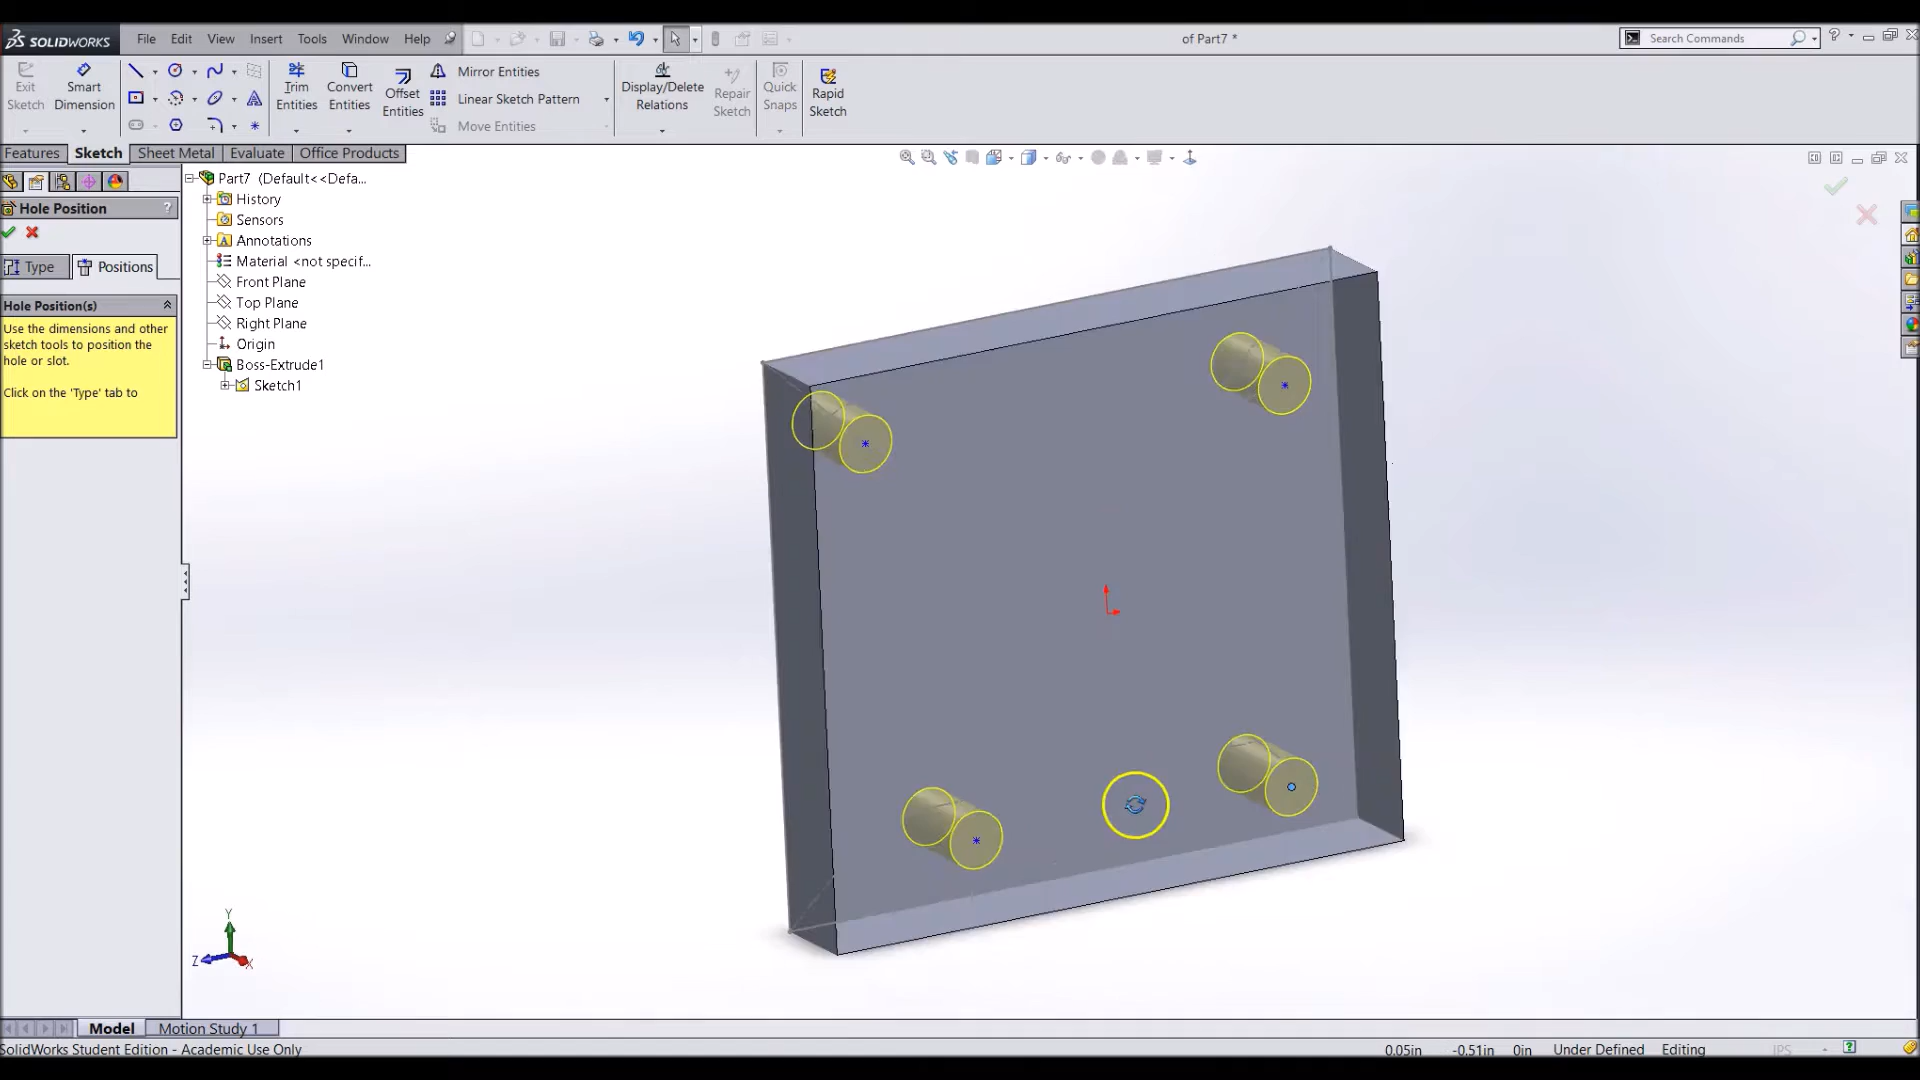 SOLIDWORKS File Edit View Insert Tools Window Help of Part7 * Search Commands ?
Exit Sketch
Smart Dimension
Trim Entities
Convert Entities
Offset Entities
Mirror Entities
Linear Sketch Pattern
Move Entities
Display/Delete Relations
Repair Sketch
Quick Snaps
Rapid Sketch
Features Sketch Sheet Metal Evaluate Office Products
Hole Position ?
Type Positions
Hole Position(s)
Use the dimensions and other
sketch tools to position the
hole or slot.
Click on the 'Type' tab to
Part7 (Default<<Defa...
History
Sensors
Annotations
Material <not specif...
Front Plane
Top Plane
Right Plane
Origin
Boss-Extrude1
Sketch1
Y
Z X
Model Motion Study 1
SolidWorks Student Edition - Academic Use Only 0.05in -0.51in 0in Under Defined Editing IPS ?